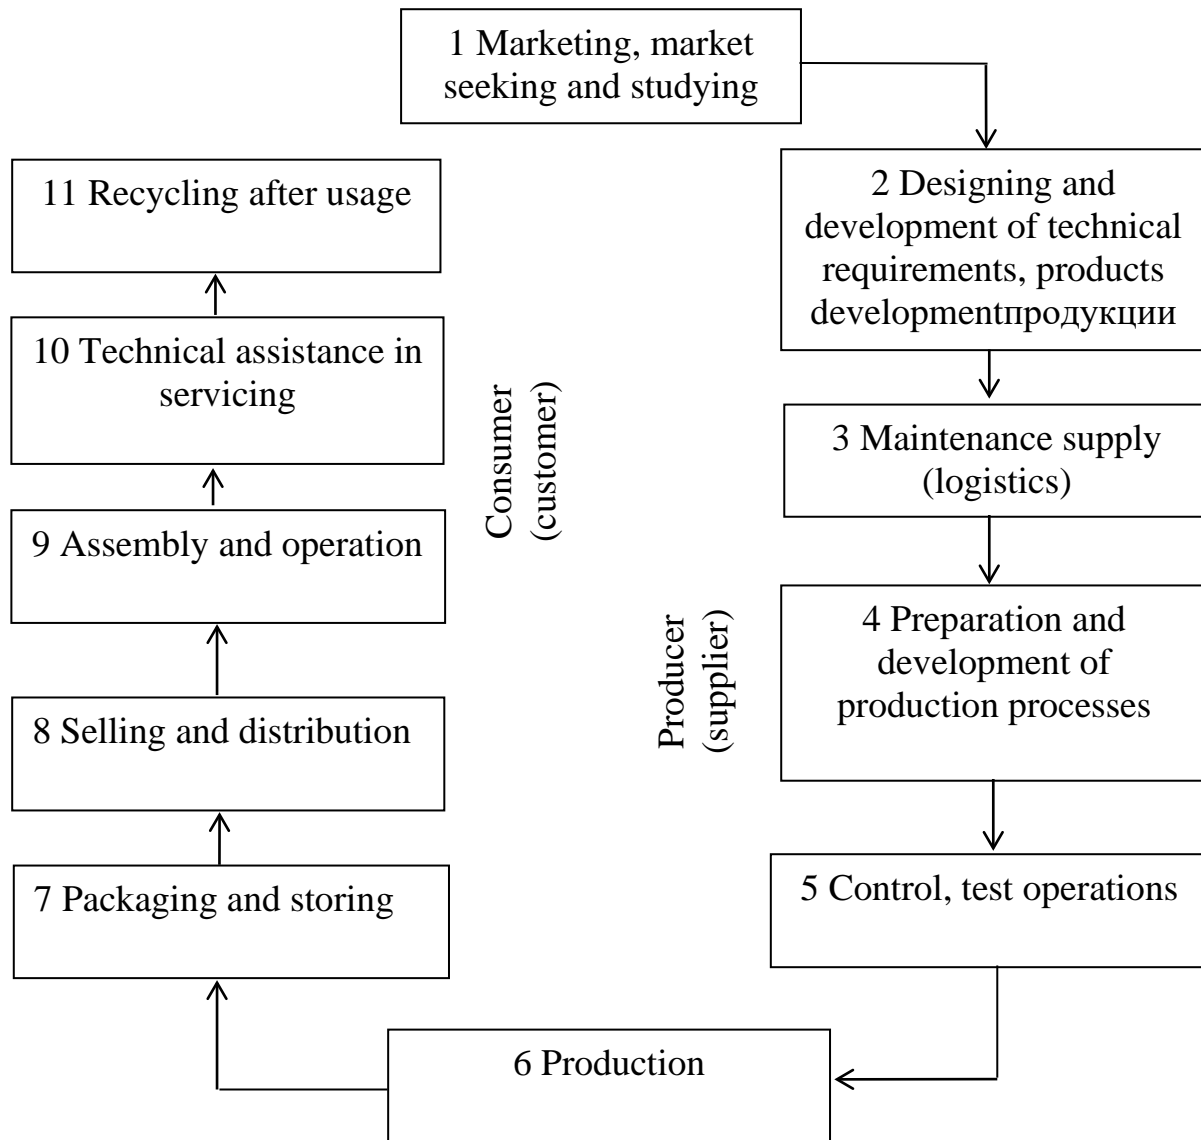 1 Marketing, market
seeking and studying
2 Designing and
development of technical
requirements, products
developmentпродукции
3 Maintenance supply
(logistics)
4 Preparation and
development of
production processes
5 Control, test operations
6 Production
7 Packaging and storing
8 Selling and distribution
9 Assembly and operation
10 Technical assistance in
servicing
11 Recycling after usage
Consumer
(customer)
Producer
(supplier)